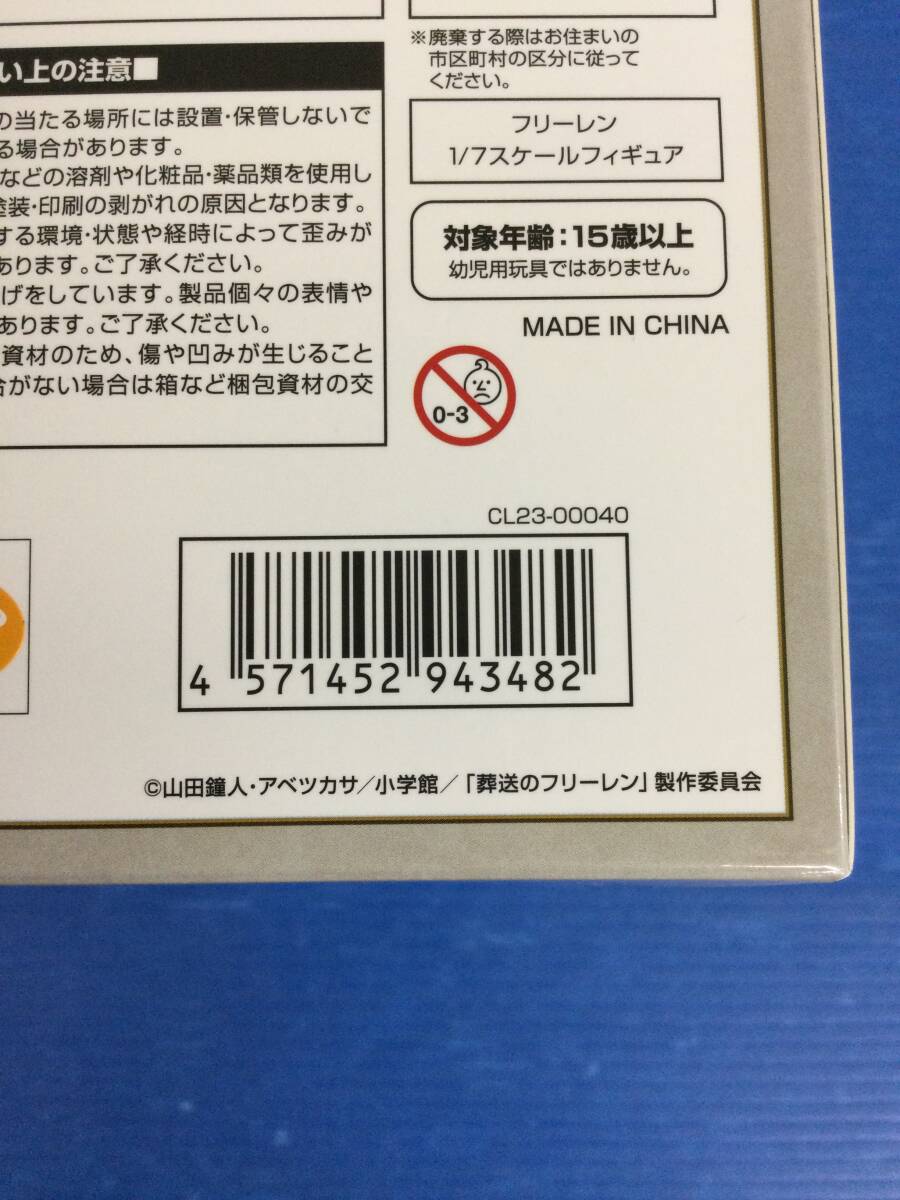 い上の注意■
の当たる場所には設置・保管しないで
る場合があります。
などの溶剤や化粧品・薬品類を使用し
塗装・印刷の剥がれの原因となります。
する環境・状態や経時によって歪みが
あります。ご了承ください。
げをしています。製品個々の表情や
あります。ご了承ください。
資材のため、傷や凹みが生じること
合がない場合は箱など梱包資材の交
※廃棄する際はお住まいの
市区町村の区分に従って
ください。
フリーレン
1/7スケールフィギュア
対象年齢：15歳以上
幼児用玩具ではありません。
MADE IN CHINA
0-3
CL23-00040
4 571452 943482
©山田鐘人・アベツカサ／小学館／「葬送のフリーレン」製作委員会